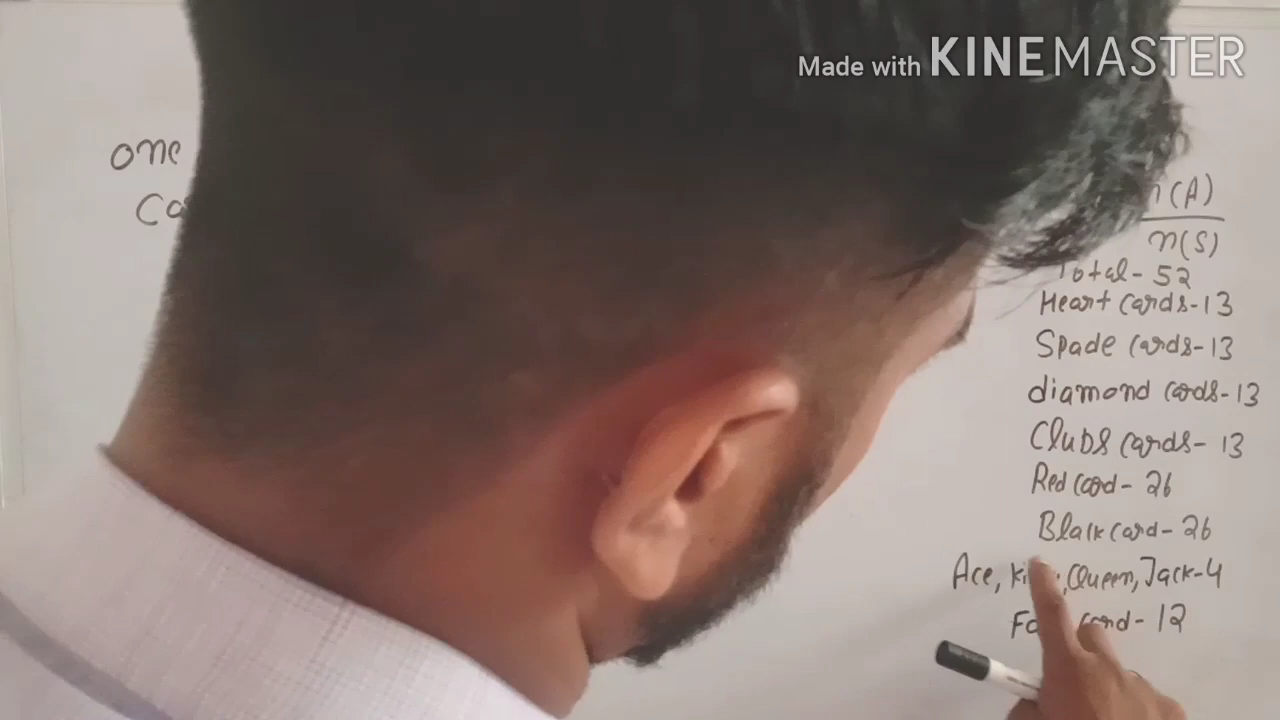 Made with KINEMASTER
one
Ca
n(A)
n(S)
Total - 52
Heart Cards - 13
Spade Cards - 13
diamond Cards - 13
Clubs Cards - 13
Red Card - 26
Black Card - 26
Ace, Queen, Jack - 4
Card - 12